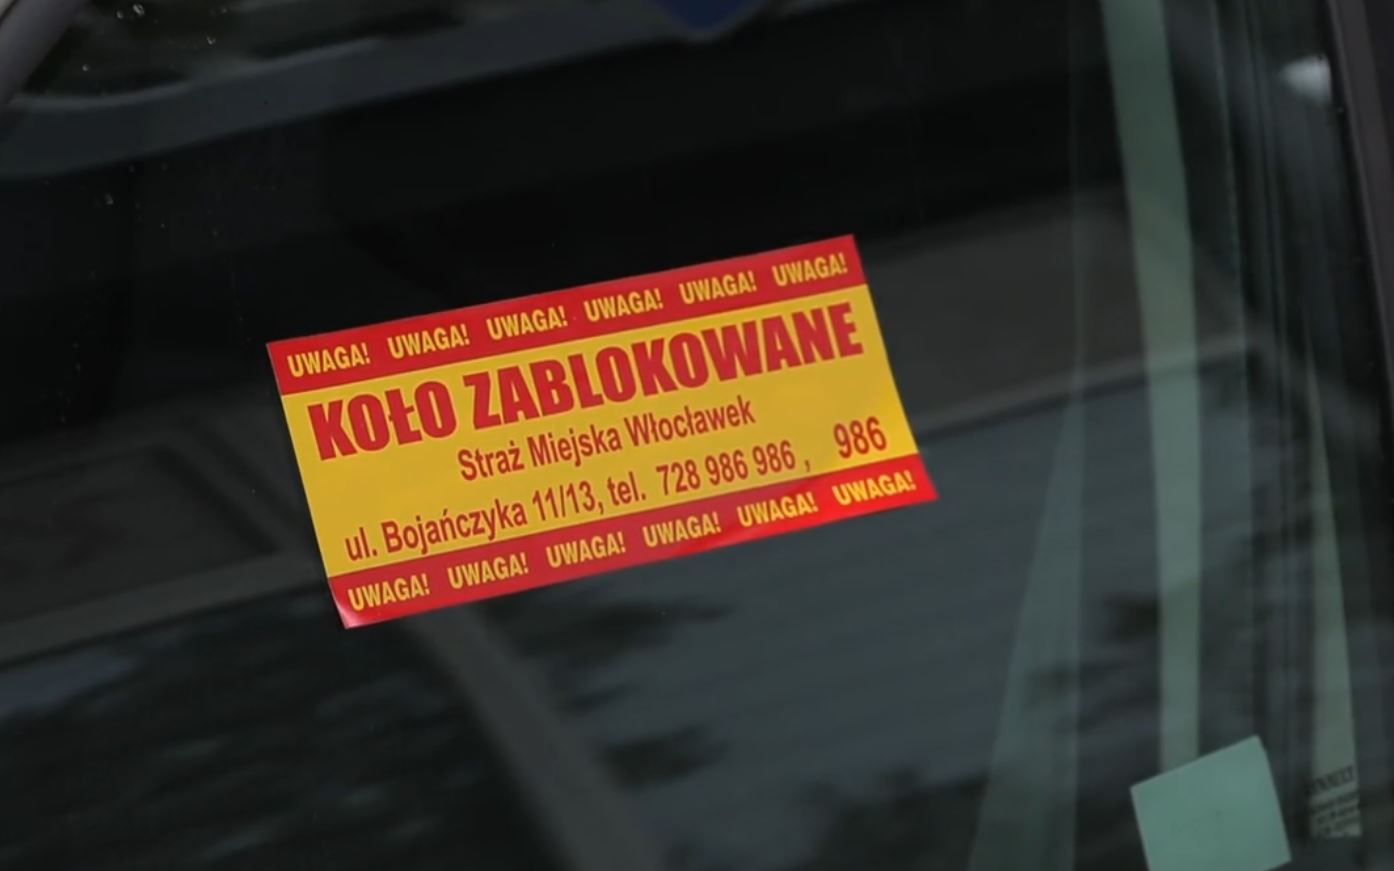 UWAGA! UWAGA! UWAGA! UWAGA! UWAGA! UWAGA!
KOŁO ZABLOKOWANE
Straż Miejska Włocławek
ul. Bojańczyka 11/13, tel. 728 986 986 , 986
UWAGA! UWAGA! UWAGA! UWAGA! UWAGA! UWAGA!